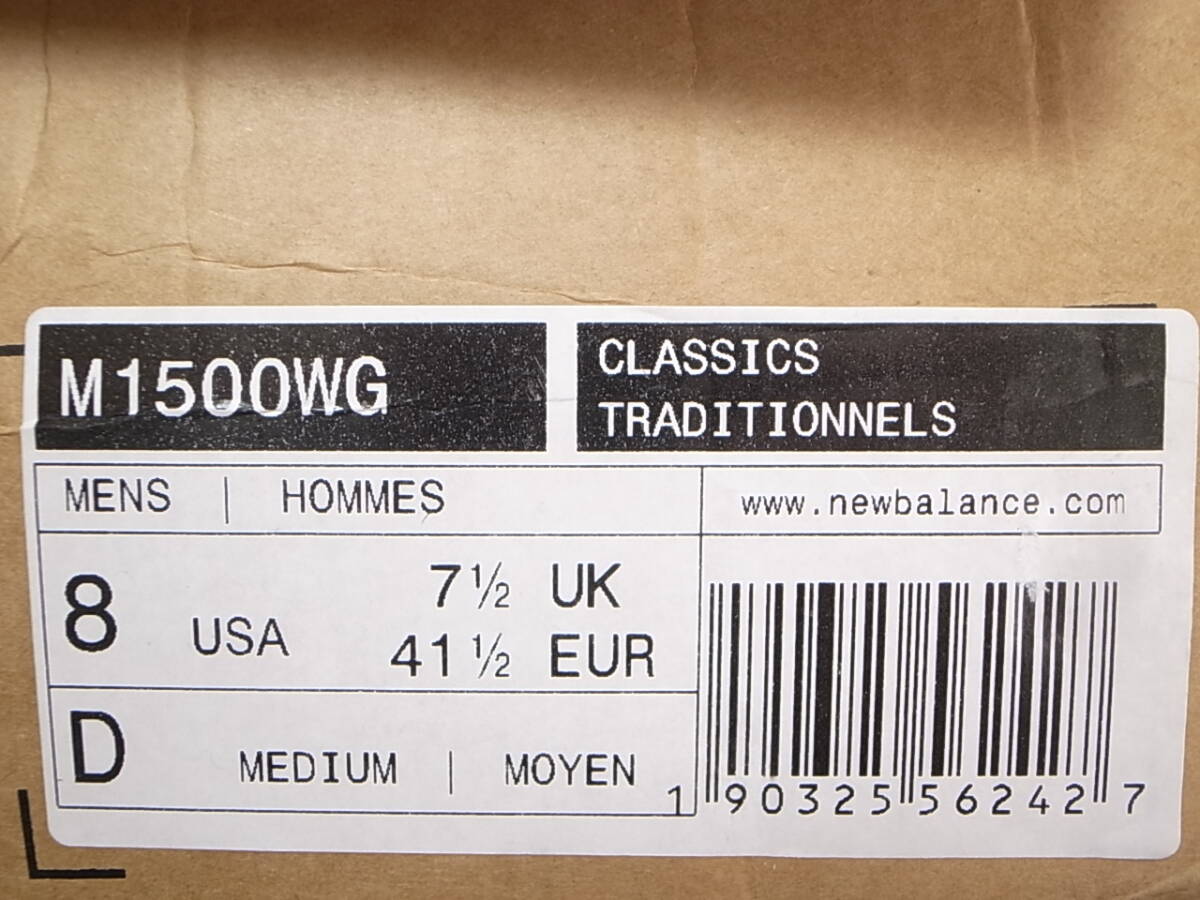 M1500WG
CLASSICS
TRADITIONNELS
MENS | HOMMES
www.newbalance.com
8 USA
7½ UK
41½ EUR
D MEDIUM | MOYEN
1 90325 56242 7